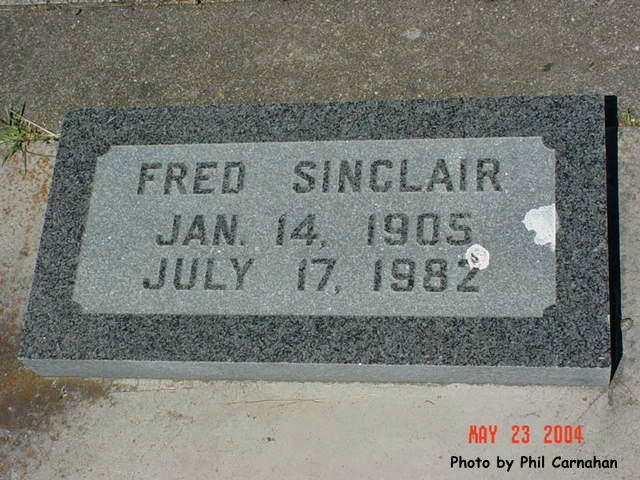 FRED SINCLAIR
JAN. 14, 1905
JULY 17, 1982
MAY 23 2004
Photo by Phil Carnahan